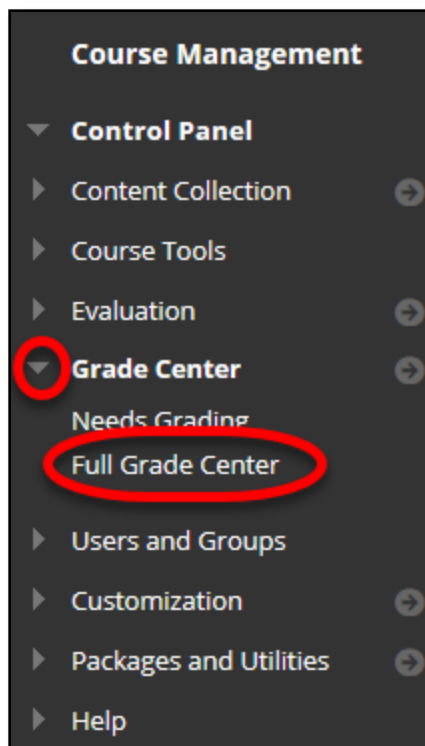 Course Management
Control Panel
Content Collection
Course Tools
Evaluation
Grade Center
Needs Grading
Full Grade Center
Users and Groups
Customization
Packages and Utilities
Help